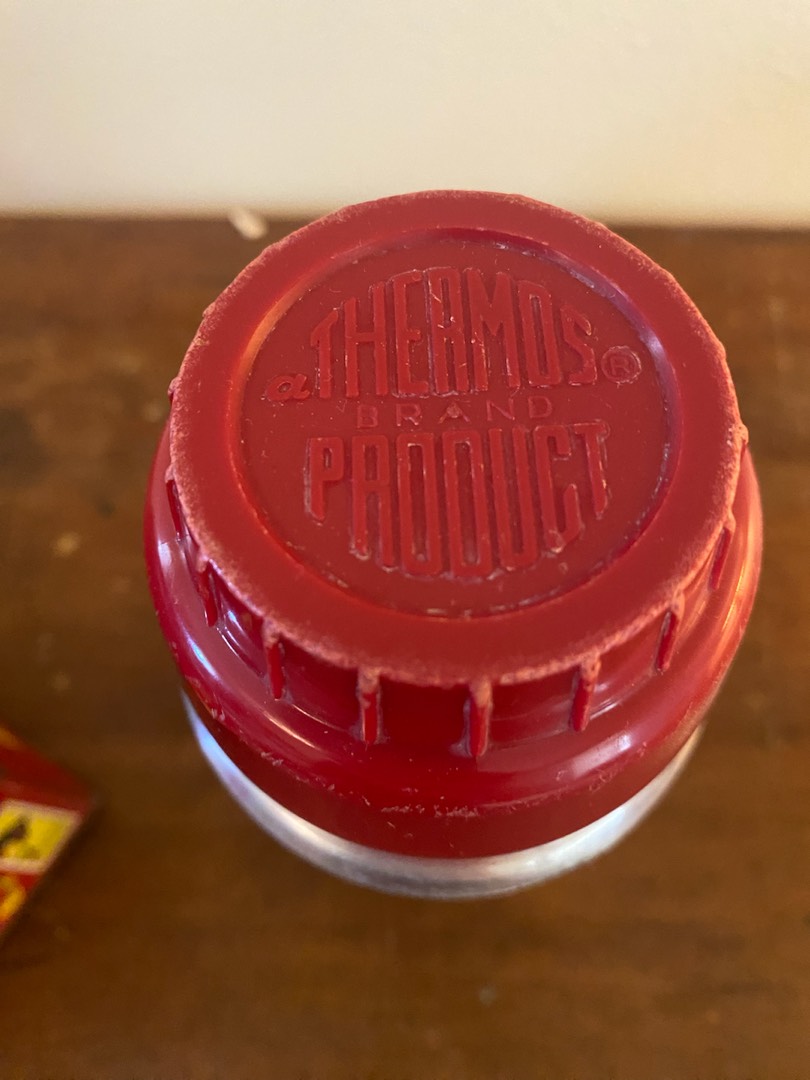 a THERMOS ®
BRAND
PRODUCT